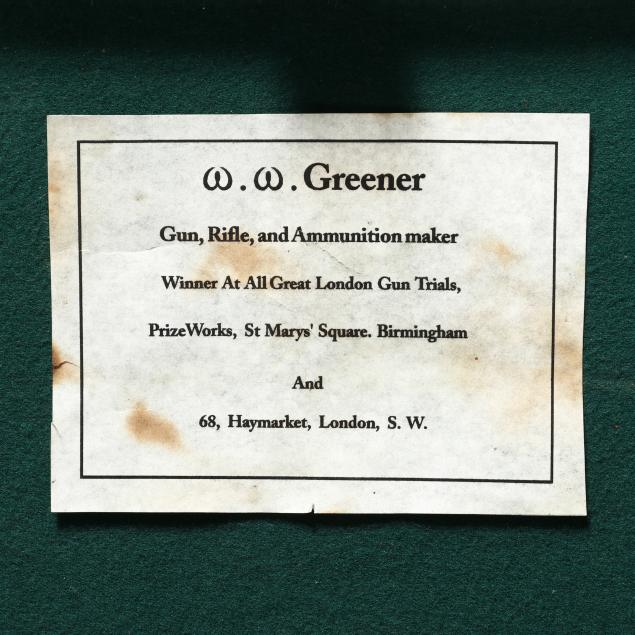 ω.ω. Greener
Gun, Rifle, and Ammunition maker
Winner At All Great London Gun Trials,
PrizeWorks, St Marys' Square. Birmingham
And
68, Haymarket, London, S. W.